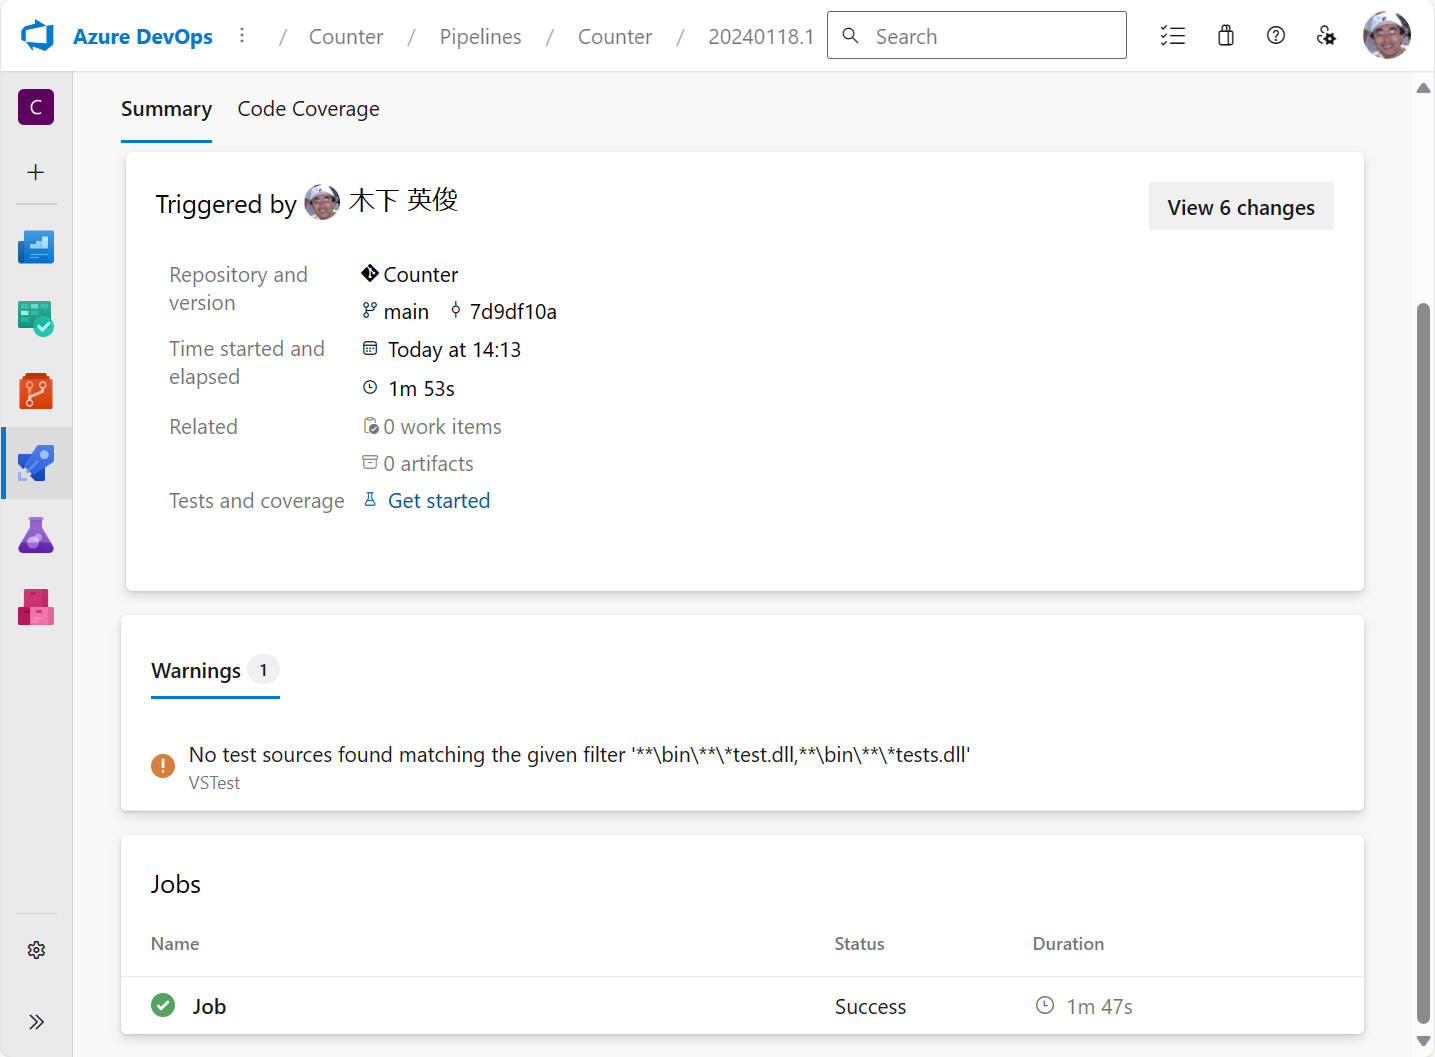 Azure DevOps / Counter / Pipelines / Counter / 20240118.1 Search
C
Summary Code Coverage
Triggered by 木下 英俊
View 6 changes
Repository and version
Counter
main 7d9df10a
Time started and elapsed
Today at 14:13
1m 53s
Related
0 work items
0 artifacts
Tests and coverage Get started
Warnings 1
No test sources found matching the given filter '**\bin\**\*test.dll,**\bin\**\*tests.dll'
VSTest
Jobs
Name Status Duration
Job Success 1m 47s